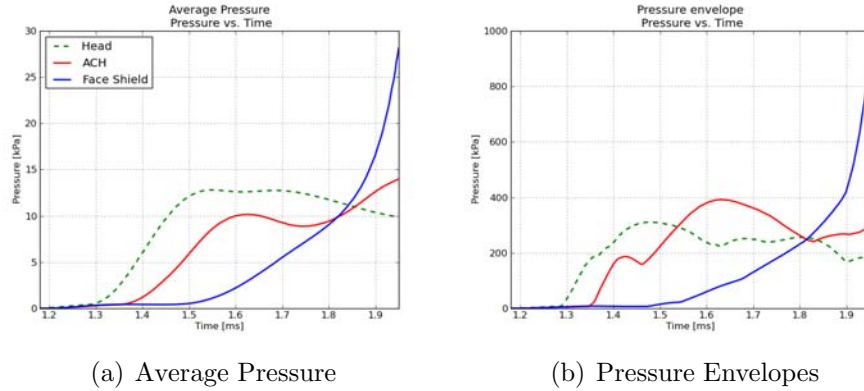 Average Pressure
Pressure vs. Time
30
25
20
15
10
5
0
Pressure [kPa]
Head
ACH
Face Shield
1.2 1.3 1.4 1.5 1.6 1.7 1.8 1.9
Time [ms]
(a) Average Pressure
Pressure envelope
Pressure vs. Time
1000
800
600
400
200
0
Pressure [kPa]
1.2 1.3 1.4 1.5 1.6 1.7 1.8 1.9
Time [ms]
(b) Pressure Envelopes